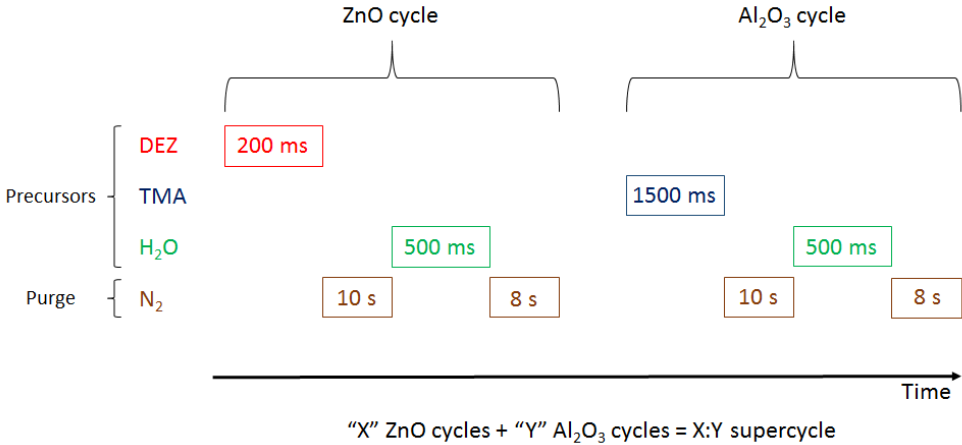 ZnO cycle
Al₂O₃ cycle
DEZ
200 ms
Precursors
TMA
1500 ms
H₂O
500 ms
500 ms
Purge
N₂
10 s
8 s
10 s
8 s
Time
“X” ZnO cycles + “Y” Al₂O₃ cycles = X:Y supercycle